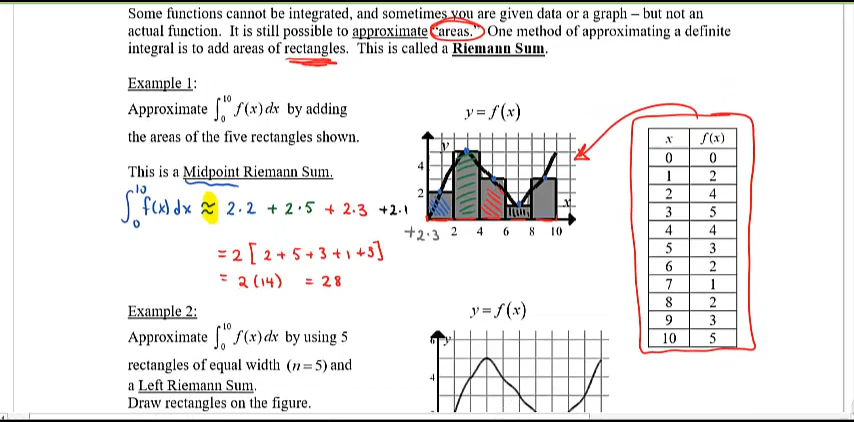 Some functions cannot be integrated, and sometimes you are given data or a graph – but not an
actual function. It is still possible to approximate "areas." One method of approximating a definite
integral is to add areas of rectangles. This is called a Riemann Sum.
Example 1:
Approximate ∫₀¹⁰ f(x) dx by adding
the areas of the five rectangles shown.
This is a Midpoint Riemann Sum.
∫₀¹⁰ f(x) dx ≈ 2·2 + 2·5 + 2·3 +2·1
+2·3
= 2 [ 2 + 5 + 3 + 1 + 3 ]
= 2 (14) = 28
y = f(x)
y
4
2
x
2 4 6 8 10
x f(x)
0 0
1 2
2 4
3 5
4 4
5 3
6 2
7 1
8 2
9 3
10 5
Example 2:
Approximate ∫₀¹⁰ f(x) dx by using 5
rectangles of equal width (n = 5) and
a Left Riemann Sum.
Draw rectangles on the figure.
y = f(x)
6 y
4